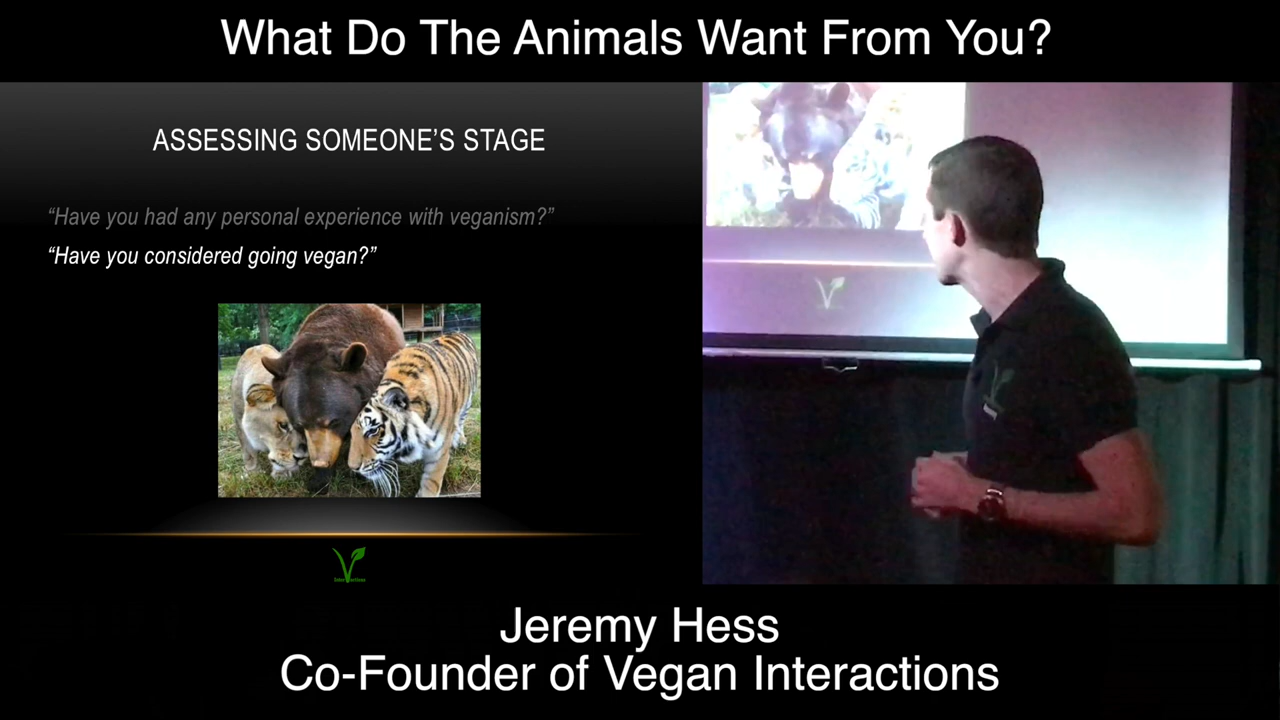 What Do The Animals Want From You?
ASSESSING SOMEONE’S STAGE
“Have you had any personal experience with veganism?”
“Have you considered going vegan?”
Jeremy Hess
Co-Founder of Vegan Interactions